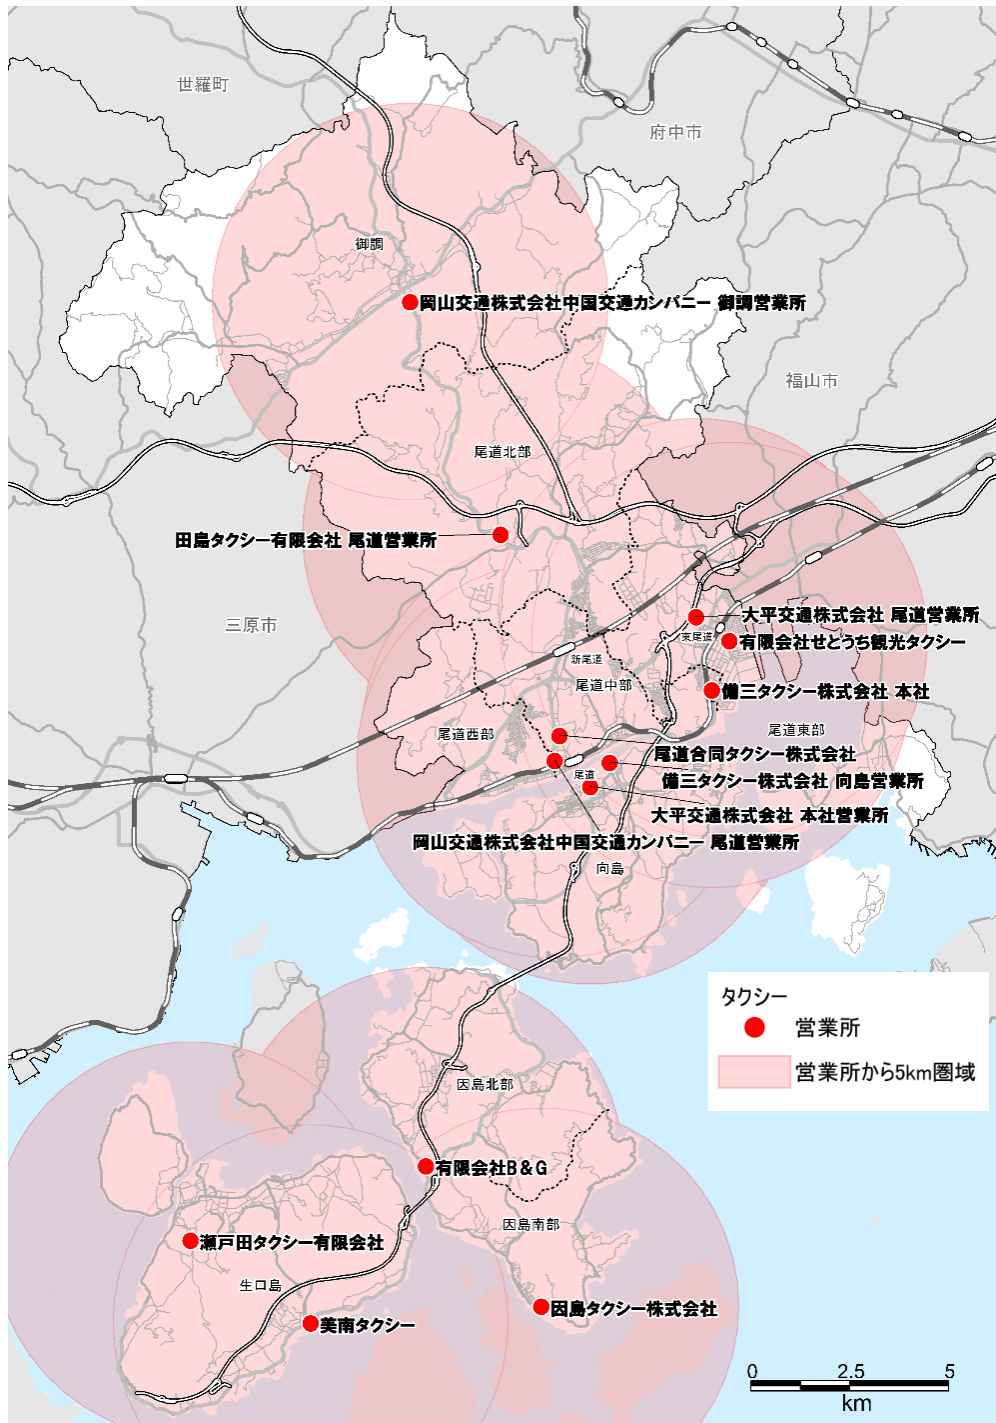 世羅町
府中市
御調
岡山交通株式会社中国交通カンパニー 御調営業所
福山市
尾道北部
田島タクシー有限会社 尾道営業所
三原市
大平交通株式会社 尾道営業所
東尾道
有限会社せとうち観光タクシー
新尾道
尾道中部
備三タクシー株式会社 本社
尾道西部
尾道東部
尾道合同タクシー株式会社
尾道
備三タクシー株式会社 向島営業所
大平交通株式会社 本社営業所
岡山交通株式会社中国交通カンパニー 尾道営業所
向島
タクシー
営業所
営業所から5km圏域
因島北部
有限会社B&G
因島南部
瀬戸田タクシー有限会社
生口島
因島タクシー株式会社
美南タクシー
0 2.5 5
km